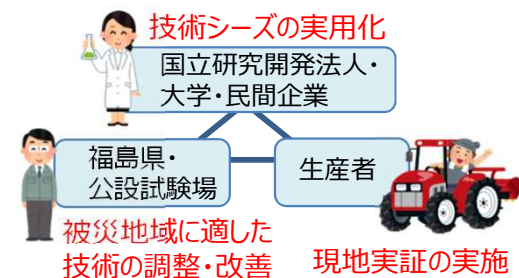 技術シーズの実用化
国立研究開発法人・
大学・民間企業
福島県・
公設試験場
生産者
被災地域に適した
技術の調整・改善
現地実証の実施